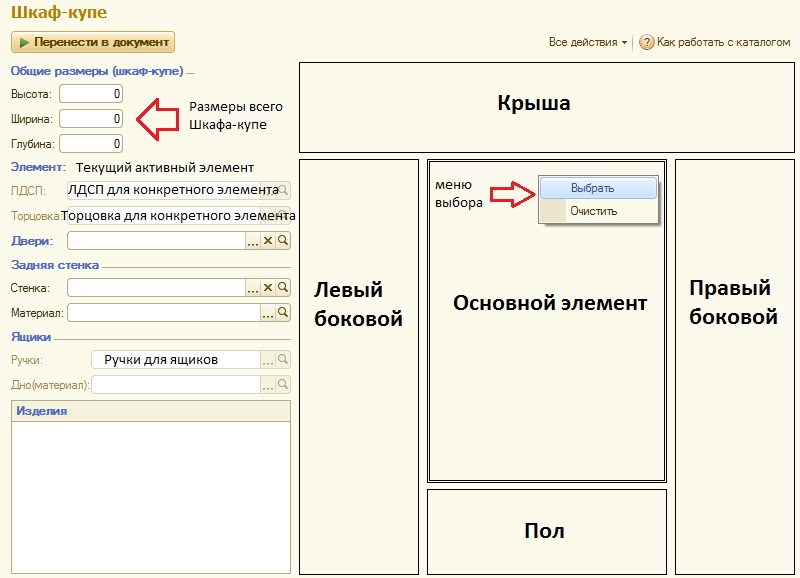 Шкаф-купе
Перенести в документ
Все действия
Как работать с каталогом
Общие размеры (шкаф-купе)
Высота: 0
Ширина: 0
Глубина: 0
Размеры всего
Шкафа-купе
Элемент: Текущий активный элемент
ЛДСП: ЛДСП для конкретного элемента
Торцовка: Торцовка для конкретного элемента
Двери:
Задняя стенка
Стенка:
Материал:
Ящики
Ручки: Ручки для ящиков
Дно(материал):
Изделия
Крыша
меню
выбора
Выбрать
Очистить
Левый
боковой
Основной элемент
Правый
боковой
Пол